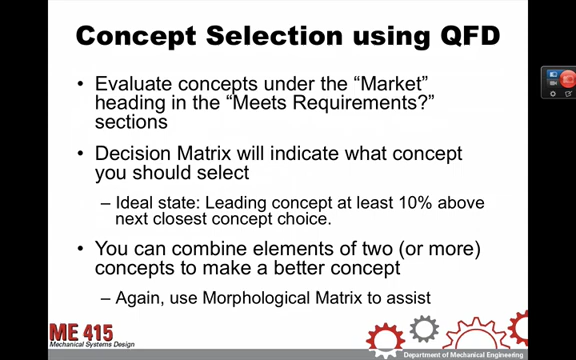 Concept Selection using QFD
• Evaluate concepts under the “Market”
heading in the “Meets Requirements?”
sections
• Decision Matrix will indicate what concept
you should select
– Ideal state: Leading concept at least 10% above
next closest concept choice.
• You can combine elements of two (or more)
concepts to make a better concept
– Again, use Morphological Matrix to assist
ME 415
Mechanical Systems Design
Department of Mechanical Engineering